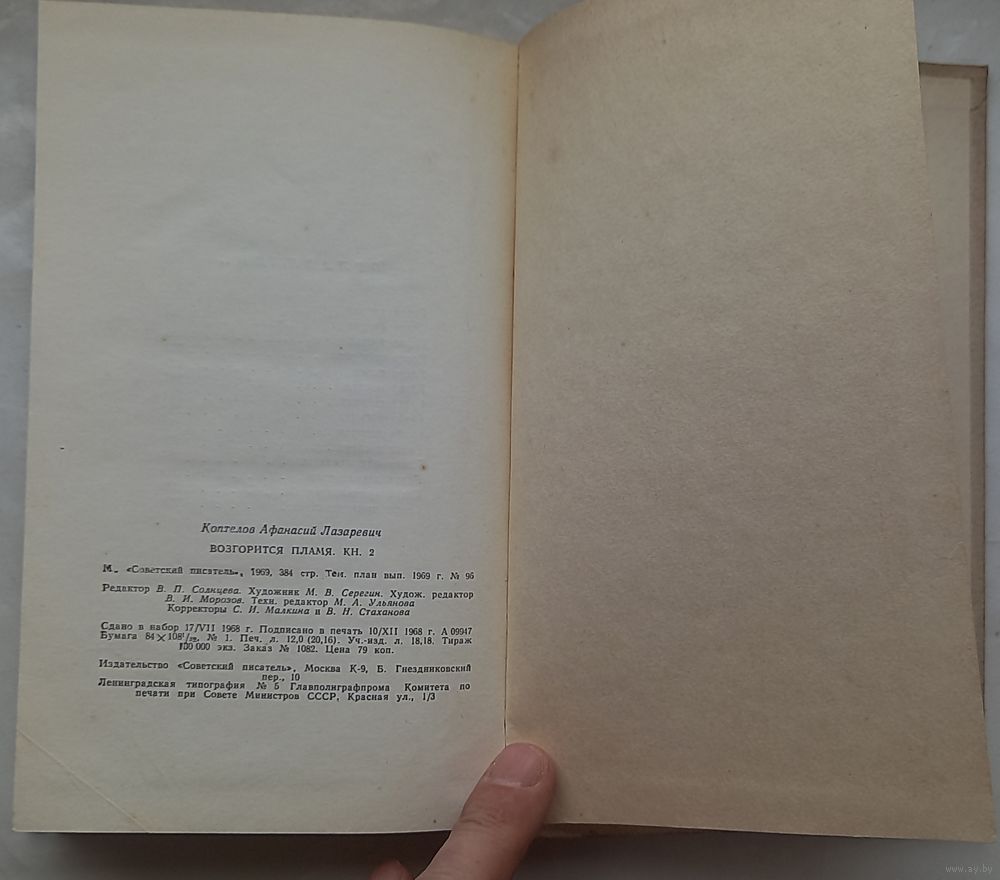 Коптелов Афанасий Лазаревич
ВОЗГОРИТСЯ ПЛАМЯ. КН. 2
М., «Советский писатель», 1969, 384 стр. Тем. план вып. 1969 г. № 96
Редактор В. П. Солнцева. Художник М. В. Серегин. Худож. редактор
В. И. Морозов. Техн. редактор М. А. Ульянова
Корректоры С. И. Малкина и В. Н. Стаханова
Сдано в набор 17/VII 1968 г. Подписано в печать 10/XII 1968 г. А 09947
Бумага 84×108¹/₃₂. № 1. Печ. л. 12,0 (20,16). Уч.-изд. л. 18,18. Тираж
100 000 экз. Заказ № 1082. Цена 79 коп.
Издательство «Советский писатель», Москва К-9, Б. Гнездниковский
пер., 10
Ленинградская типография № 5 Главполиграфпрома Комитета по
печати при Совете Министров СССР, Красная ул., 1/3
www.ay.by